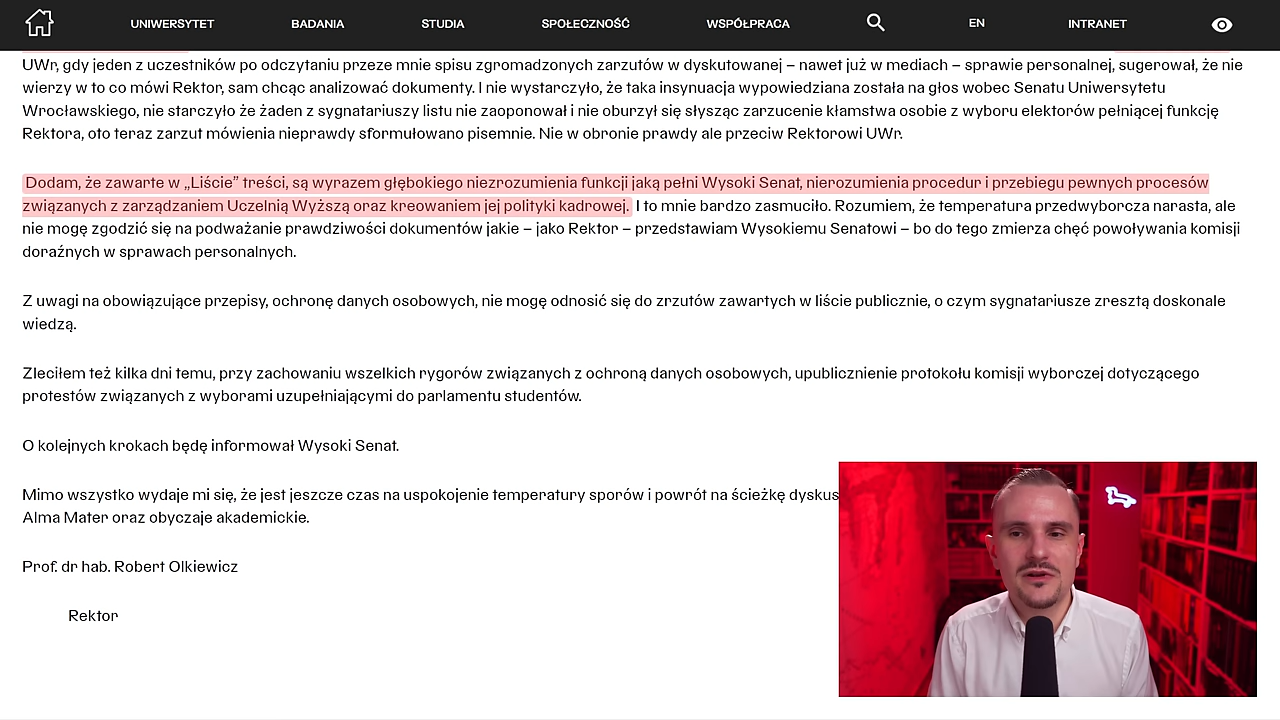 UNIWERSYTET BADANIA STUDIA SPOŁECZNOŚĆ WSPÓŁPRACA EN INTRANET
UWr, gdy jeden z uczestników po odczytaniu przeze mnie spisu zgromadzonych zarzutów w dyskutowanej – nawet już w mediach – sprawie personalnej, sugerował, że nie
wierzy w to co mówi Rektor, sam chcąc analizować dokumenty. I nie wystarczyło, że taka insynuacja wypowiedziana została na głos wobec Senatu Uniwersytetu
Wrocławskiego, nie starczyło że żaden z sygnatariuszy listu nie zaoponował i nie oburzył się słysząc zarzucenie kłamstwa osobie z wyboru elektorów pełniącej funkcję
Rektora, oto teraz zarzut mówienia nieprawdy sformułowano pisemnie. Nie w obronie prawdy ale przeciw Rektorowi UWr.
Dodam, że zawarte w „Liście” treści, są wyrazem głębokiego niezrozumienia funkcji jaką pełni Wysoki Senat, nierozumienia procedur i przebiegu pewnych procesów
związanych z zarządzaniem Uczelnią Wyższą oraz kreowaniem jej polityki kadrowej. I to mnie bardzo zasmuciło. Rozumiem, że temperatura przedwyborcza narasta, ale
nie mogę zgodzić się na podważanie prawdziwości dokumentów jakie – jako Rektor – przedstawiam Wysokiemu Senatowi – bo do tego zmierza chęć powoływania komisji
doraźnych w sprawach personalnych.
Z uwagi na obowiązujące przepisy, ochronę danych osobowych, nie mogę odnosić się do zrzutów zawartych w liście publicznie, o czym sygnatariusze zresztą doskonale
wiedzą.
Zleciłem też kilka dni temu, przy zachowaniu wszelkich rygorów związanych z ochroną danych osobowych, upublicznienie protokołu komisji wyborczej dotyczącego
protestów związanych z wyborami uzupełniającymi do parlamentu studentów.
O kolejnych krokach będę informował Wysoki Senat.
Mimo wszystko wydaje mi się, że jest jeszcze czas na uspokojenie temperatury sporów i powrót na ścieżkę dyskus
Alma Mater oraz obyczaje akademickie.
Prof. dr hab. Robert Olkiewicz
Rektor